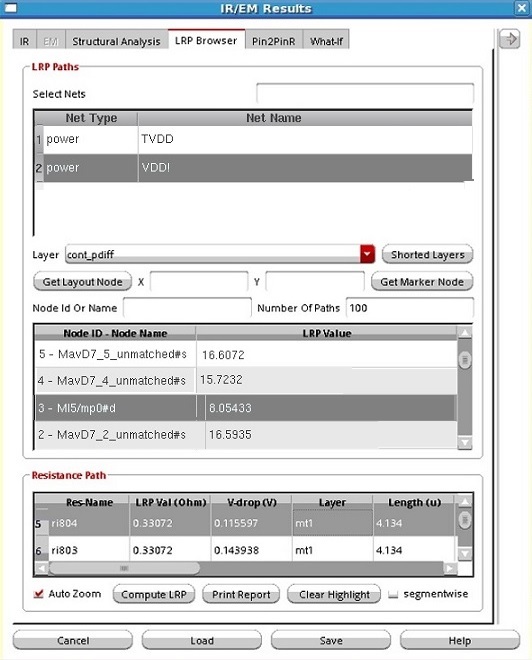 IR/EM Results
IR EM Structural Analysis LRP Browser Pin2PinR What-If
LRP Paths
Select Nets
Net Type Net Name
1 power TVDD
2 power VDD!
Layer cont_pdiff Shorted Layers
Get Layout Node X Y Get Marker Node
Node Id Or Name Number Of Paths 100
Node ID - Node Name LRP Value
5 - MavD7_5_unmatched#s 16.6072
4 - MavD7_4_unmatched#s 15.7232
3 - MI5/mp0#d 8.05433
2 - MavD7_2_unmatched#s 16.5935
Resistance Path
Res-Name LRP Val (Ohm) V-drop (V) Layer Length (u)
5 ri804 0.33072 0.115597 mt1 4.134
6 ri803 0.33072 0.143938 mt1 4.134
Auto Zoom Compute LRP Print Report Clear Highlight segmentwise
Cancel Load Save Help